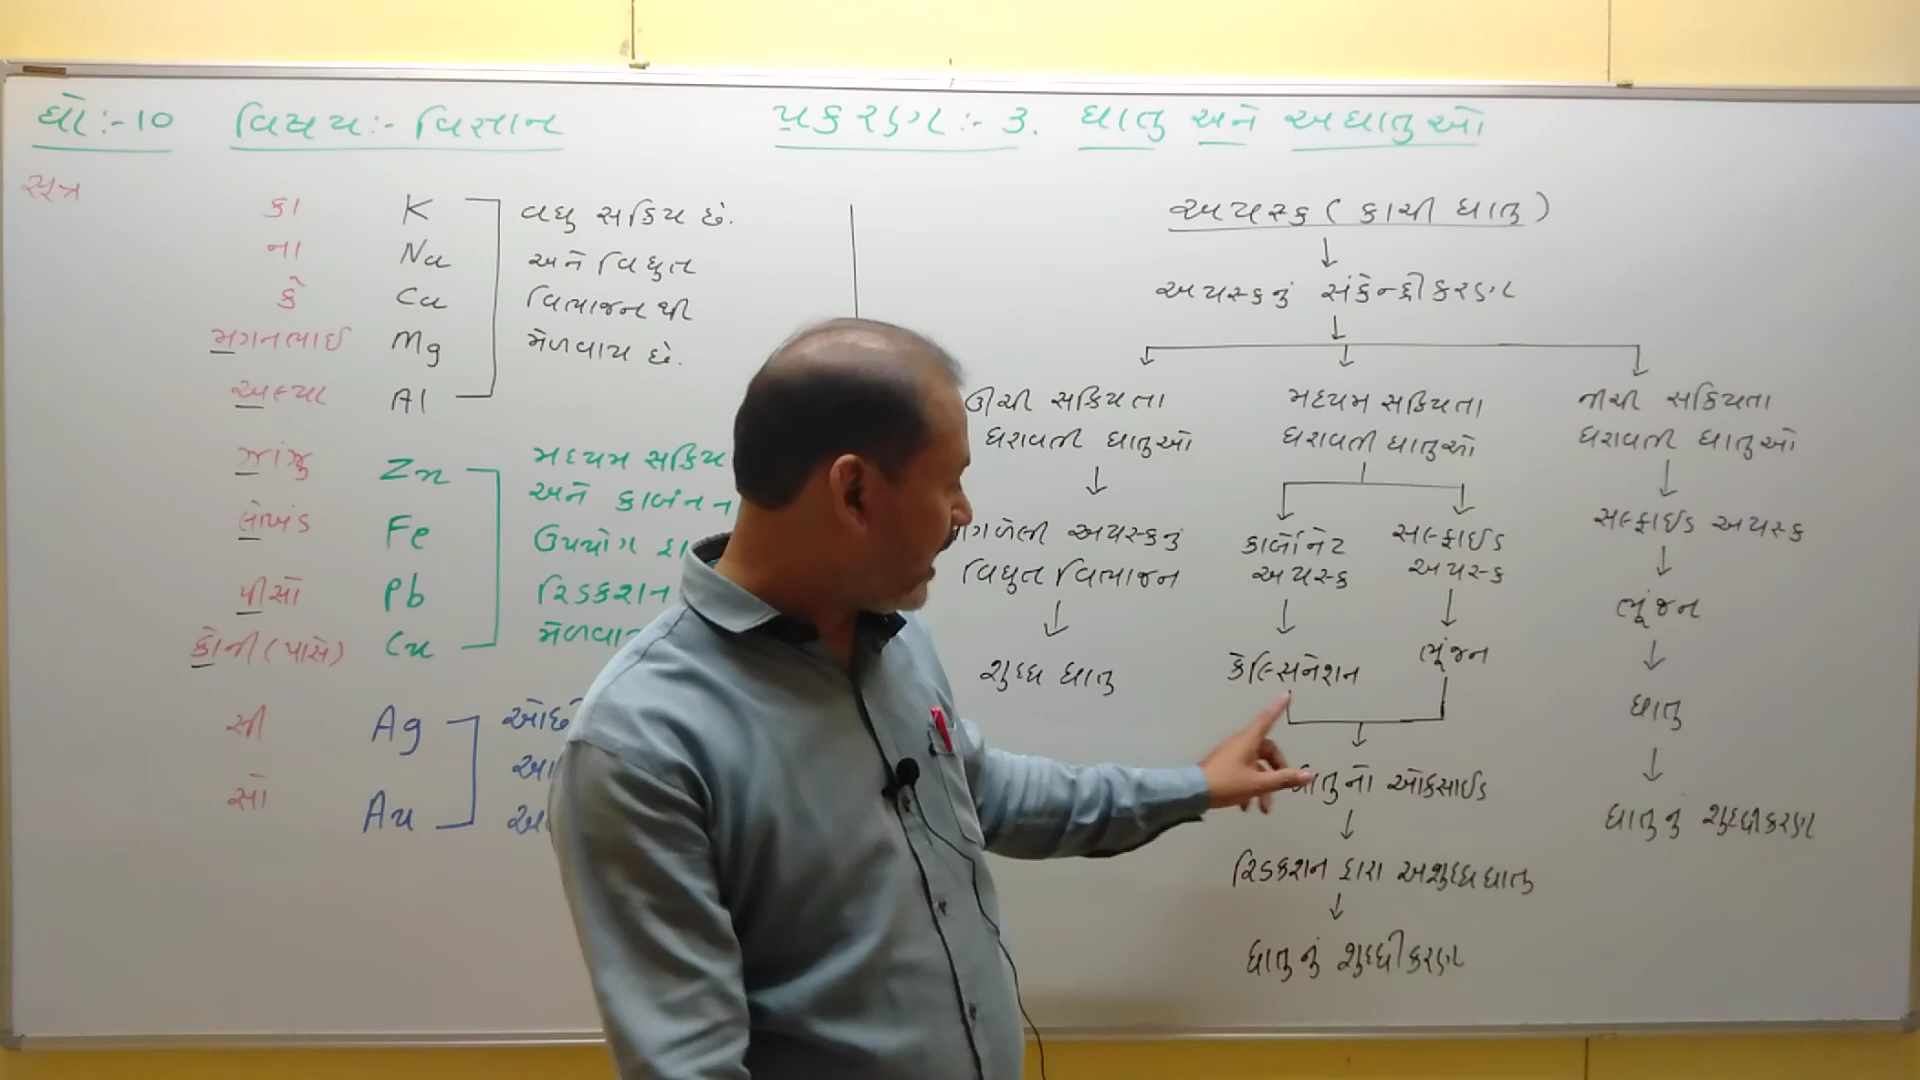 ધો:-10 વિષય:- વિજ્ઞાન પ્રકરણ:- 3. ધાતુ અને અધાતુઓ
સૂત્ર
કા K વધુ સક્રિય છે.
ના Na અને વિદ્યુત
કે Ca વિભાજન થી
મગનભાઈ Mg મેળવાય છે.
અલ્યા Al
ઝાંઝુ Zn મધ્યમ સક્રિય
લોખંડ Fe અને કાર્બન ન
પીસો Pb ઉપયોગ
કોની (પાસે) Cu રિડક્શન
સી Ag ઓછ
સો Au
અયસ્ક (કાચી ધાતુ)
↓
અયસ્કનું સંકેન્દ્રીકરણ
↓
ઊંચી સક્રિયતા
ધરાવતી ધાતુઓ
↓
અયસ્કનું
વિદ્યુત વિભાજન
↓
શુધ્ધ ધાતુ
મધ્યમ સક્રિયતા
ધરાવતી ધાતુઓ
કાર્બોનેટ
અયસ્ક
↓
કેલ્સિનેશન
સલ્ફાઈડ
અયસ્ક
↓
ભૂંજન
↓
ધાતુનો ઓક્સાઈડ
↓
રિડક્શન દ્વારા અશુધ્ધ ધાતુ
↓
ધાતુનું શુધ્ધીકરણ
નીચી સક્રિયતા
ધરાવતી ધાતુઓ
↓
સલ્ફાઈડ અયસ્ક
↓
ભૂંજન
↓
ધાતુ
↓
ધાતુનું શુધ્ધીકરણ